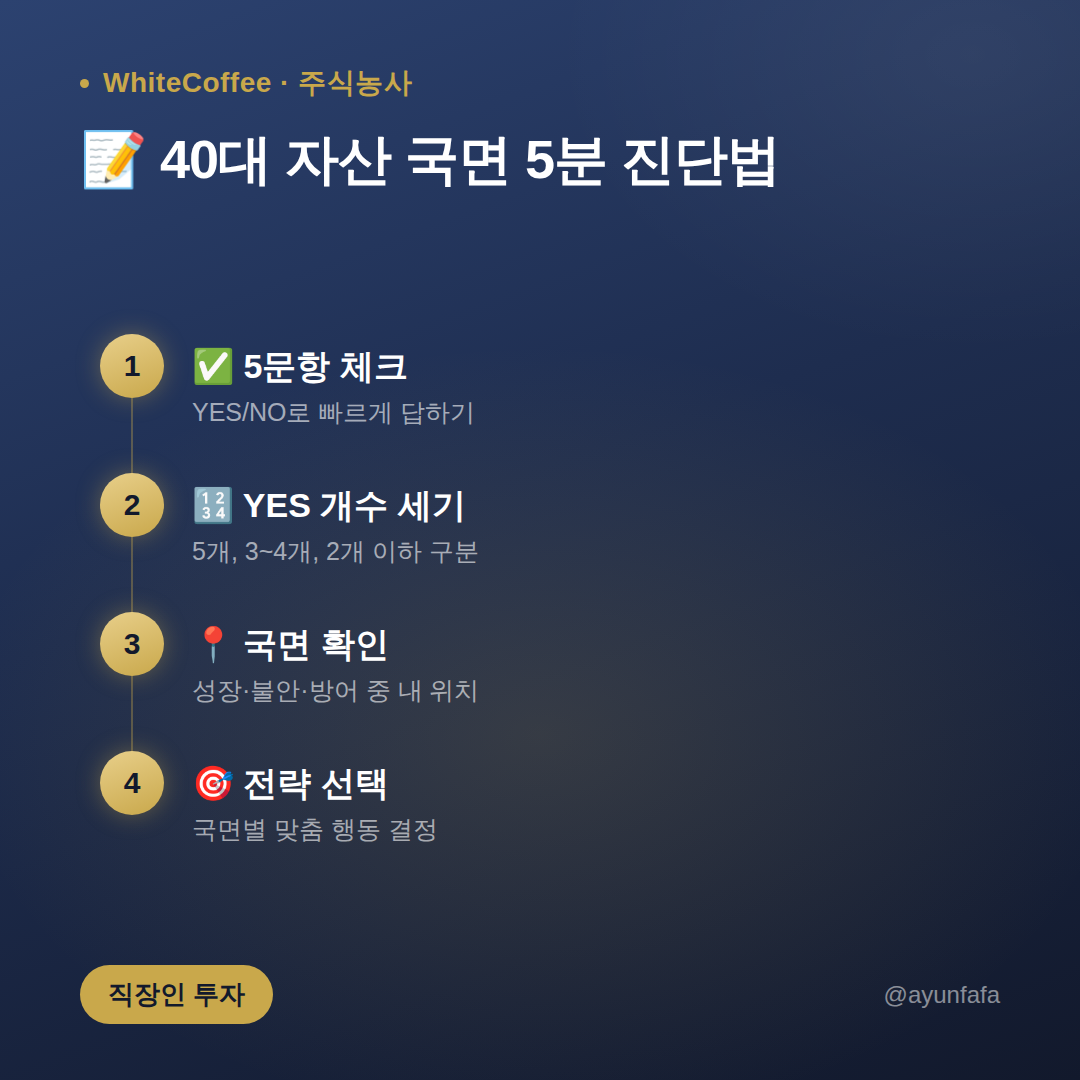 • WhiteCoffee · 주식농사
📝 40대 자산 국면 5분 진단법
1
✅ 5문항 체크
YES/NO로 빠르게 답하기
2
🔢 YES 개수 세기
5개, 3~4개, 2개 이하 구분
3
📍 국면 확인
성장·불안·방어 중 내 위치
4
🎯 전략 선택
국면별 맞춤 행동 결정
직장인 투자
@ayunfafa